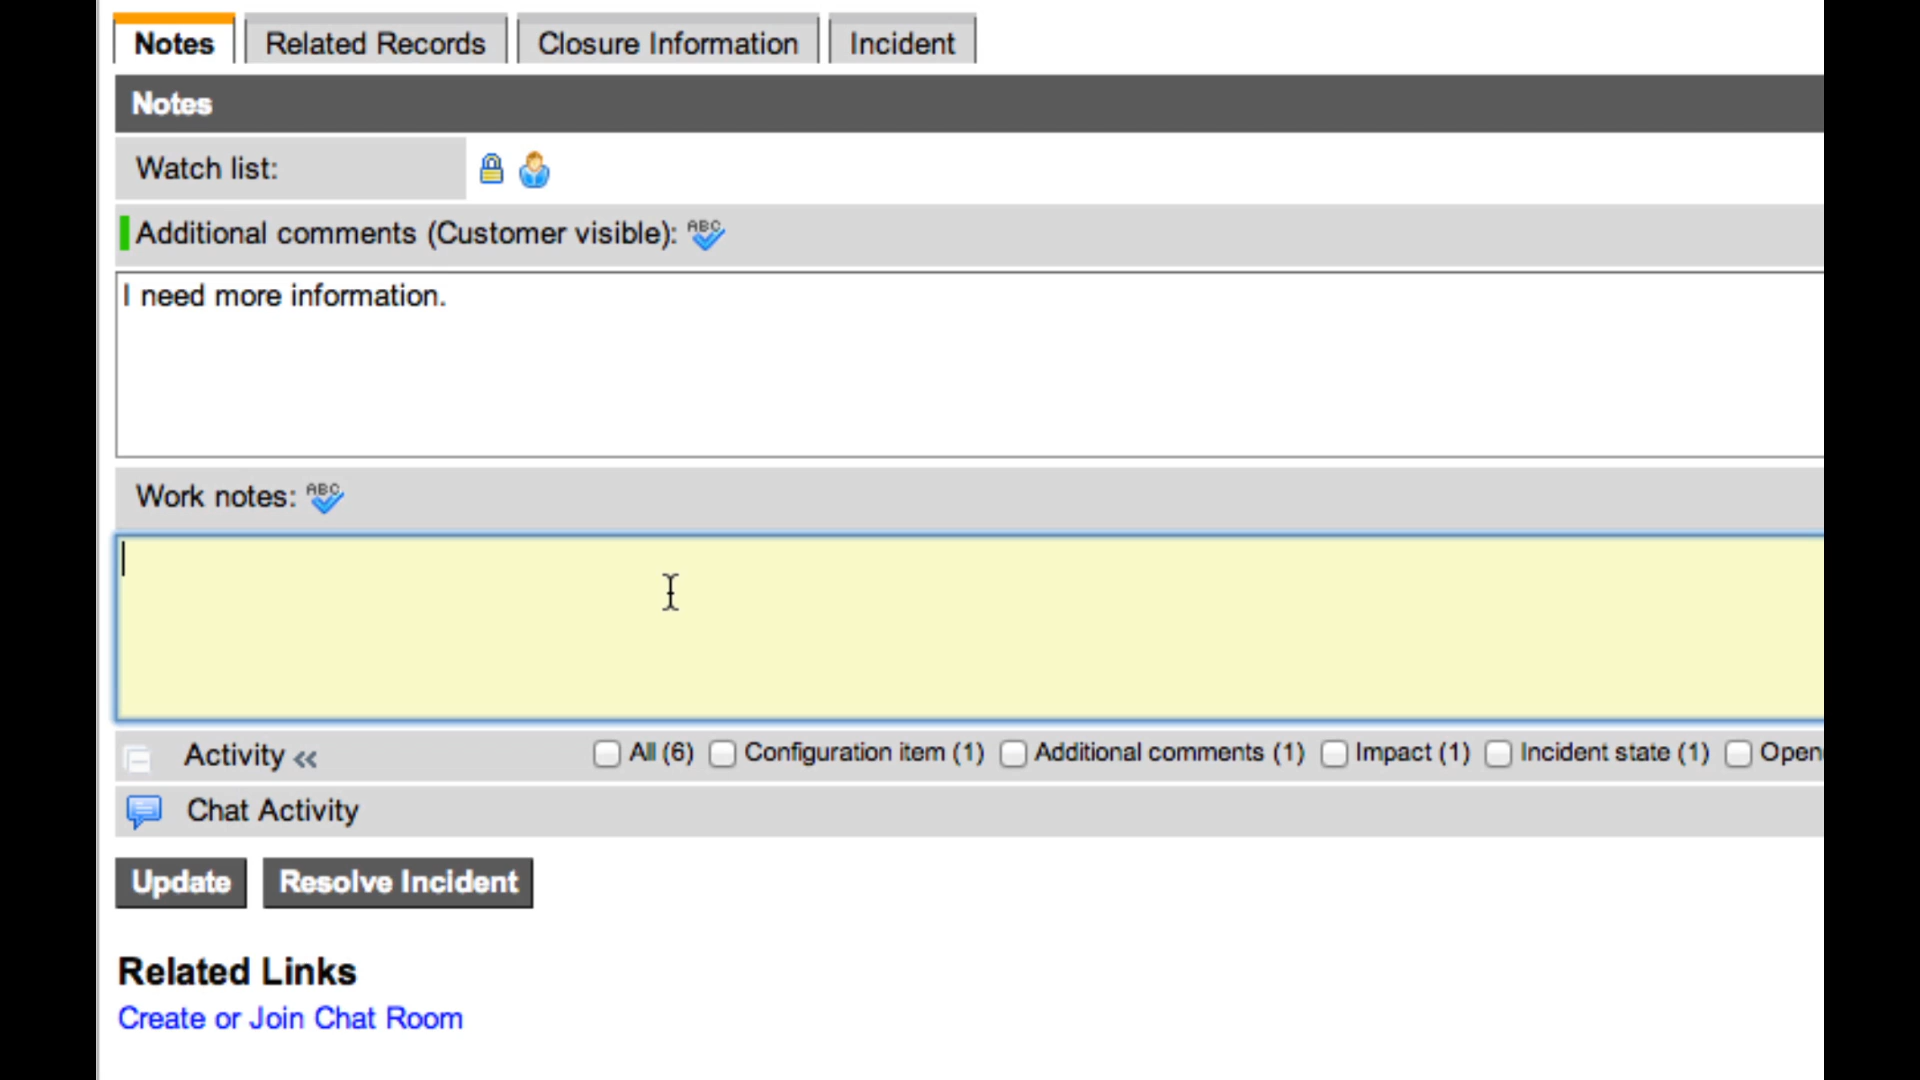 Notes Related Records Closure Information Incident
Notes
Watch list:
Additional comments (Customer visible): ABC
I need more information.
Work notes: ABC
Activity All (6) Configuration item (1) Additional comments (1) Impact (1) Incident state (1)
Chat Activity
Update Resolve Incident
Related Links
Create or Join Chat Room